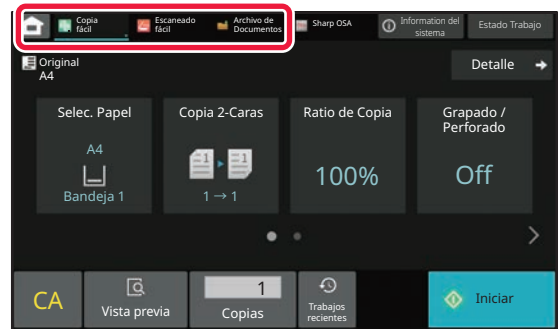 Copia
fácil
Escaneado
fácil
Archivo de
Documentos
Sharp OSA
Information del
sistema
Estado Trabajo
Original
A4
Detalle
Selec. Papel
A4
Bandeja 1
Copia 2-Caras
1 1
1 → 1
Ratio de Copia
100%
Grapado /
Perforado
Off
CA
Vista previa
1
Copias
Trabajos
recientes
Iniciar